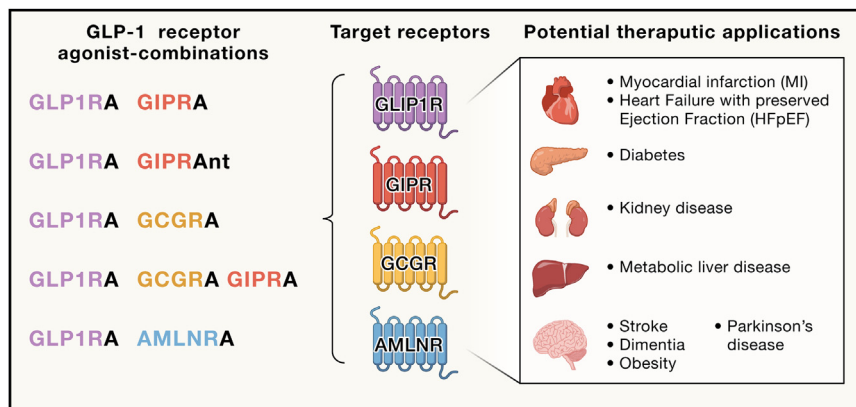 GLP-1 receptor
agonist-combinations
GLP1RA GIPRA
GLP1RA GIPRAnt
GLP1RA GCGRA
GLP1RA GCGRA GIPRA
GLP1RA AMLNRA
Target receptors
GLIP1R
GIPR
GCGR
AMLNR
Potential theraputic applications
• Myocardial infarction (MI)
• Heart Failure with preserved
Ejection Fraction (HFpEF)
• Diabetes
• Kidney disease
• Metabolic liver disease
• Stroke
• Dimentia
• Obesity
• Parkinson's
disease